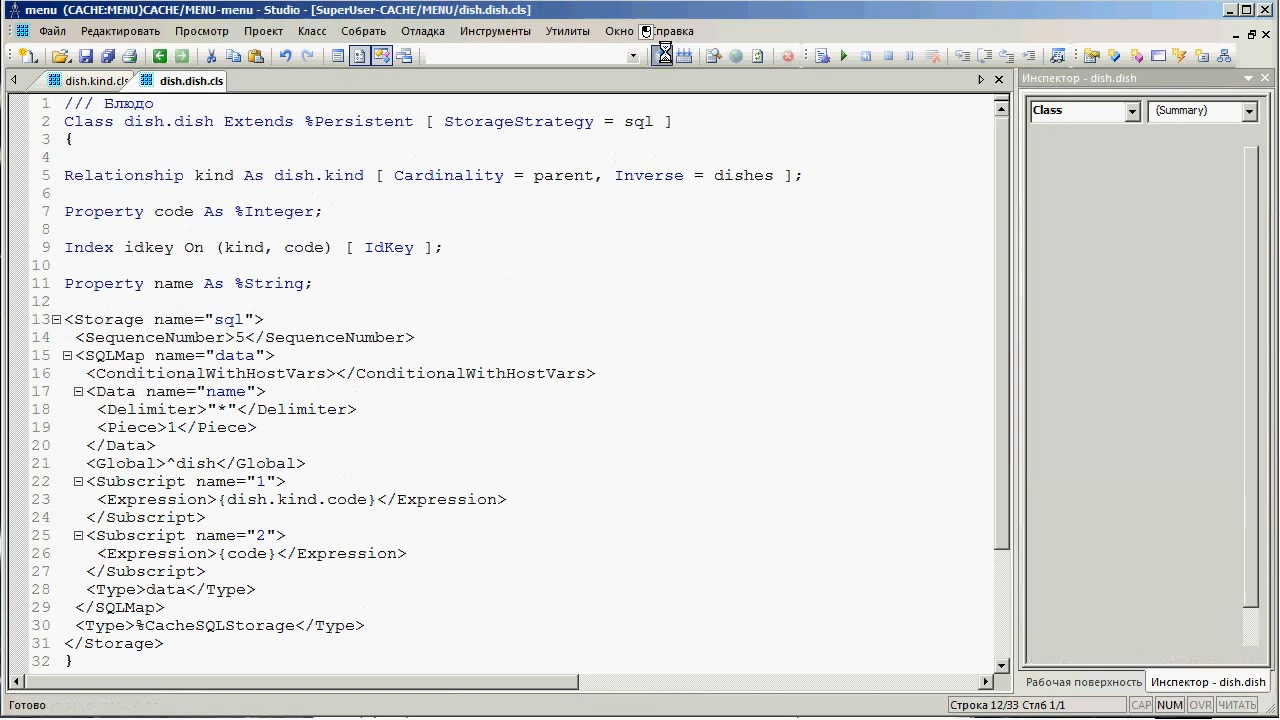 menu (CACHE:MENU)CACHE/MENU-menu - Studio - [SuperUser-CACHE/MENU/dish.dish.cls]
Файл Редактировать Просмотр Проект Класс Собрать Отладка Инструменты Утилиты Окно Справка
dish.kind.cls dish.dish.cls
Инспектор - dish.dish
Class (Summary)
1 /// Блюдо
2 Class dish.dish Extends %Persistent [ StorageStrategy = sql ]
3 {
4
5 Relationship kind As dish.kind [ Cardinality = parent, Inverse = dishes ];
6
7 Property code As %Integer;
8
9 Index idkey On (kind, code) [ IdKey ];
10
11 Property name As %String;
12
13 <Storage name="sql">
14 <SequenceNumber>5</SequenceNumber>
15 <SQLMap name="data">
16 <ConditionalWithHostVars></ConditionalWithHostVars>
17 <Data name="name">
18 <Delimiter>"*"</Delimiter>
19 <Piece>1</Piece>
20 </Data>
21 <Global>^dish</Global>
22 <Subscript name="1">
23 <Expression>{dish.kind.code}</Expression>
24 </Subscript>
25 <Subscript name="2">
26 <Expression>{code}</Expression>
27 </Subscript>
28 <Type>data</Type>
29 </SQLMap>
30 <Type>%CacheSQLStorage</Type>
31 </Storage>
32 }
Рабочая поверхность Инспектор - dish.dish
Готово Строка 12/33 Стлб 1/1 CAP NUM OVR ЧИТАТЬ